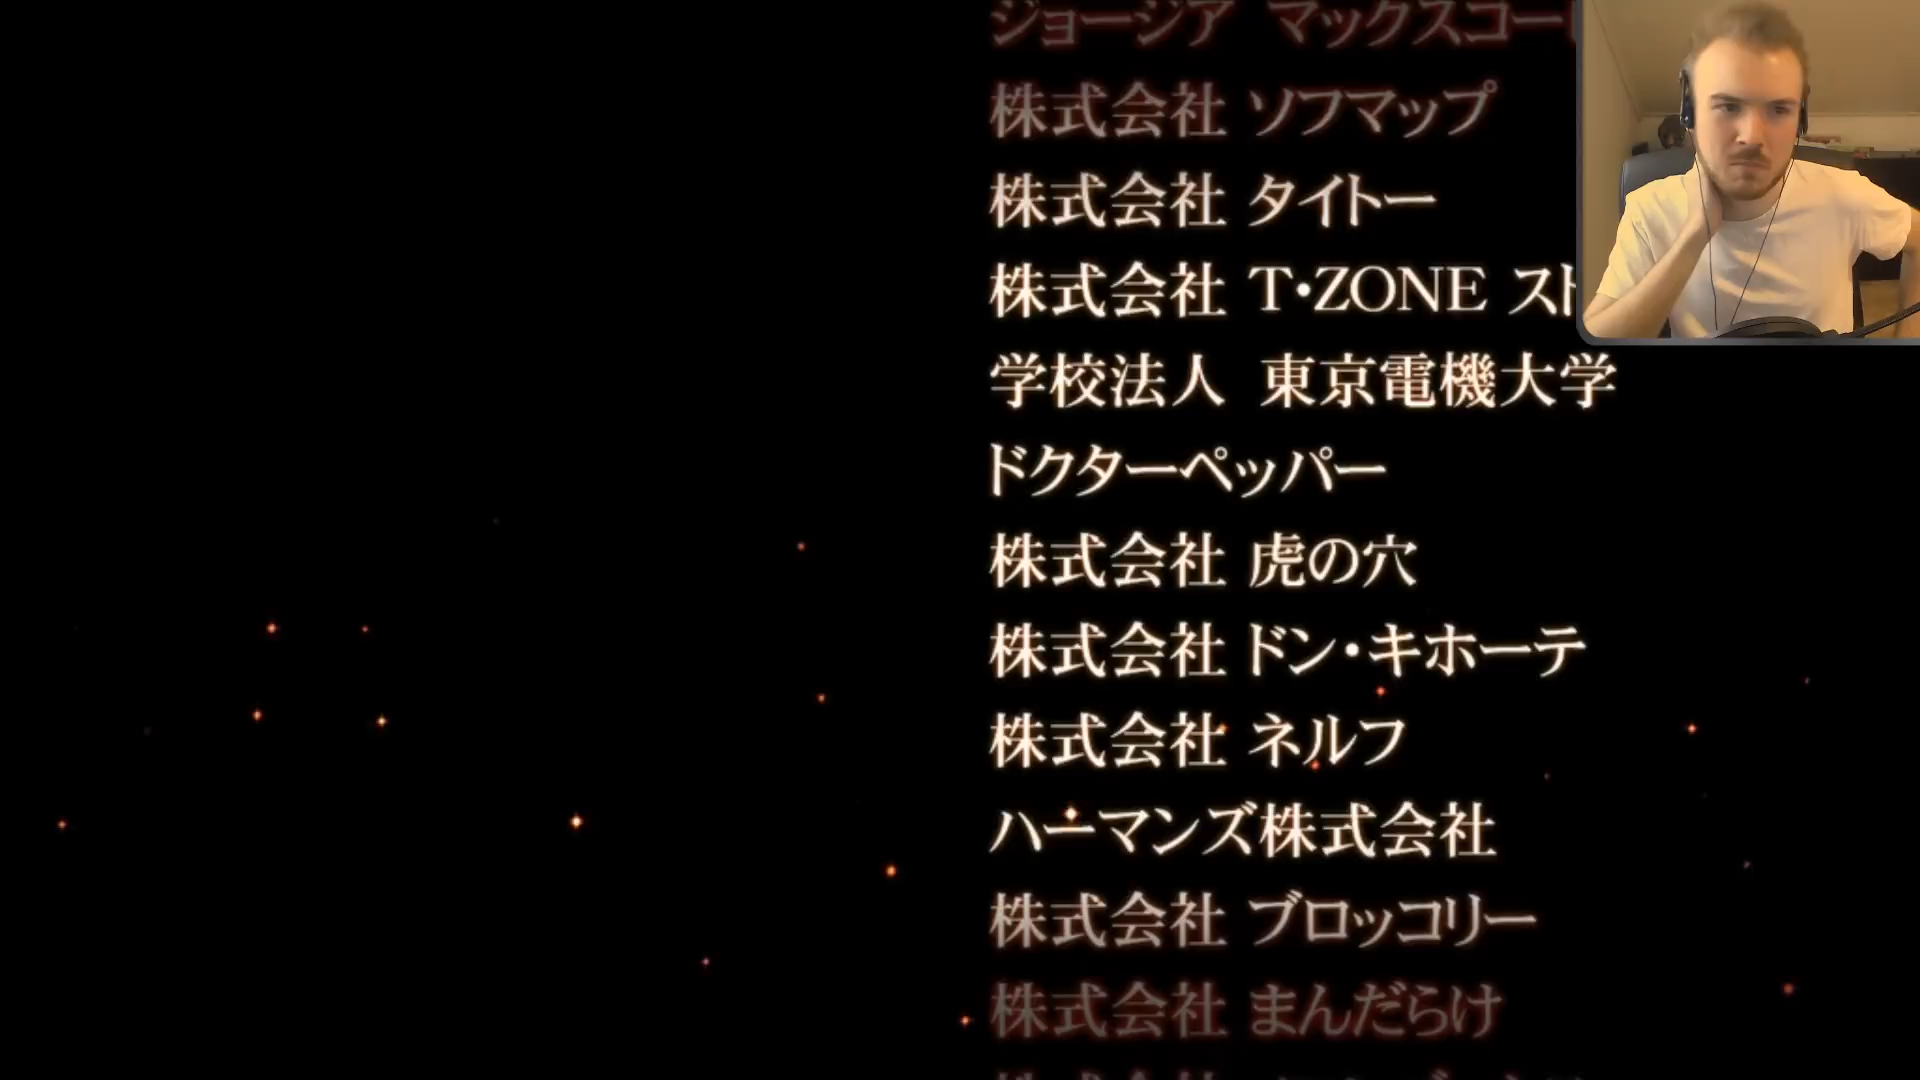 ジョージア マックスコー
株式会社 ソフマップ
株式会社 タイトー
株式会社 T・ZONE スト
学校法人 東京電機大学
ドクターペッパー
株式会社 虎の穴
株式会社 ドン・キホーテ
株式会社 ネルフ
ハーマンズ株式会社
株式会社 ブロッコリー
株式会社 まんだらけ